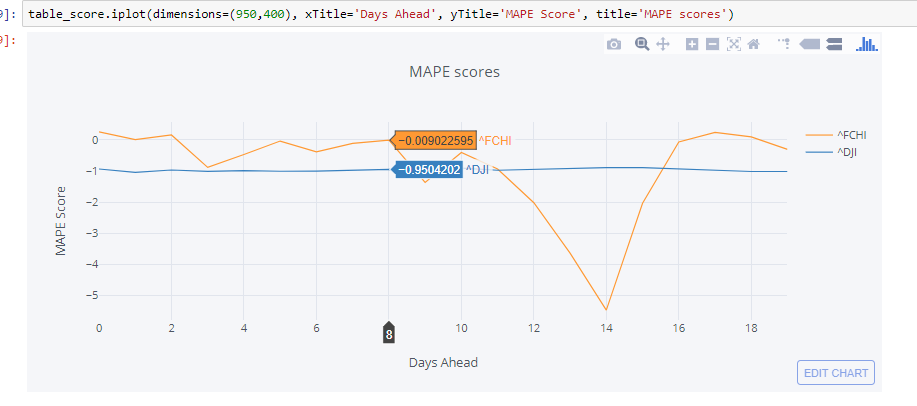 9]: table_score.iplot(dimensions=(950,400), xTitle='Days Ahead', yTitle='MAPE Score', title='MAPE scores')
9]:
MAPE scores
0
−1
−2
−3
−4
−5
MAPE Score
−0.009022595 ^FCHI
−0.9504202 ^DJI
^FCHI
^DJI
0 2 4 6 8 10 12 14 16 18
Days Ahead
EDIT CHART